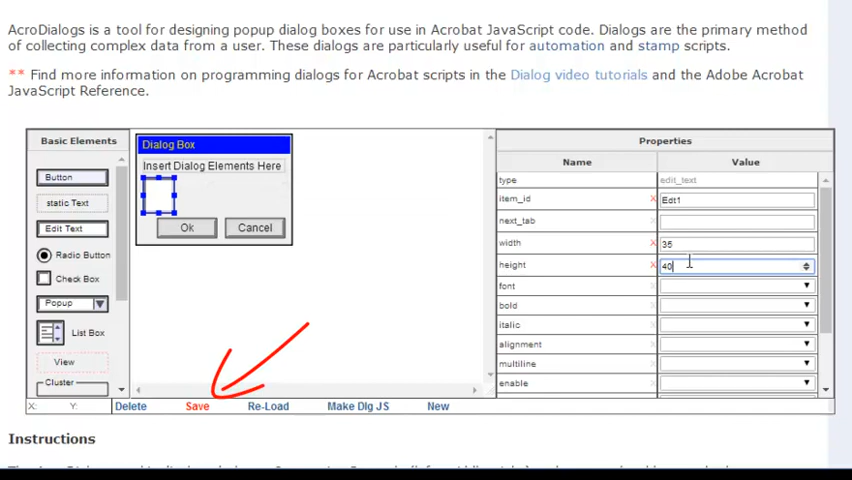 AcroDialogs is a tool for designing popup dialog boxes for use in Acrobat JavaScript code. Dialogs are the primary method
of collecting complex data from a user. These dialogs are particularly useful for automation and stamp scripts.
** Find more information on programming dialogs for Acrobat scripts in the Dialog video tutorials and the Adobe Acrobat
JavaScript Reference.
Basic Elements
Button
static Text
Edit Text
Radio Button
Check Box
Popup
List Box
View
Cluster
Dialog Box
Insert Dialog Elements Here
Ok Cancel
Properties
Name Value
type edit_text
item_id X Edt1
next_tab X
width X 35
height X 40
font X
bold X
italic X
alignment X
multiline X
enable X
X: Y: Delete Save Re-Load Make Dlg JS New
Instructions